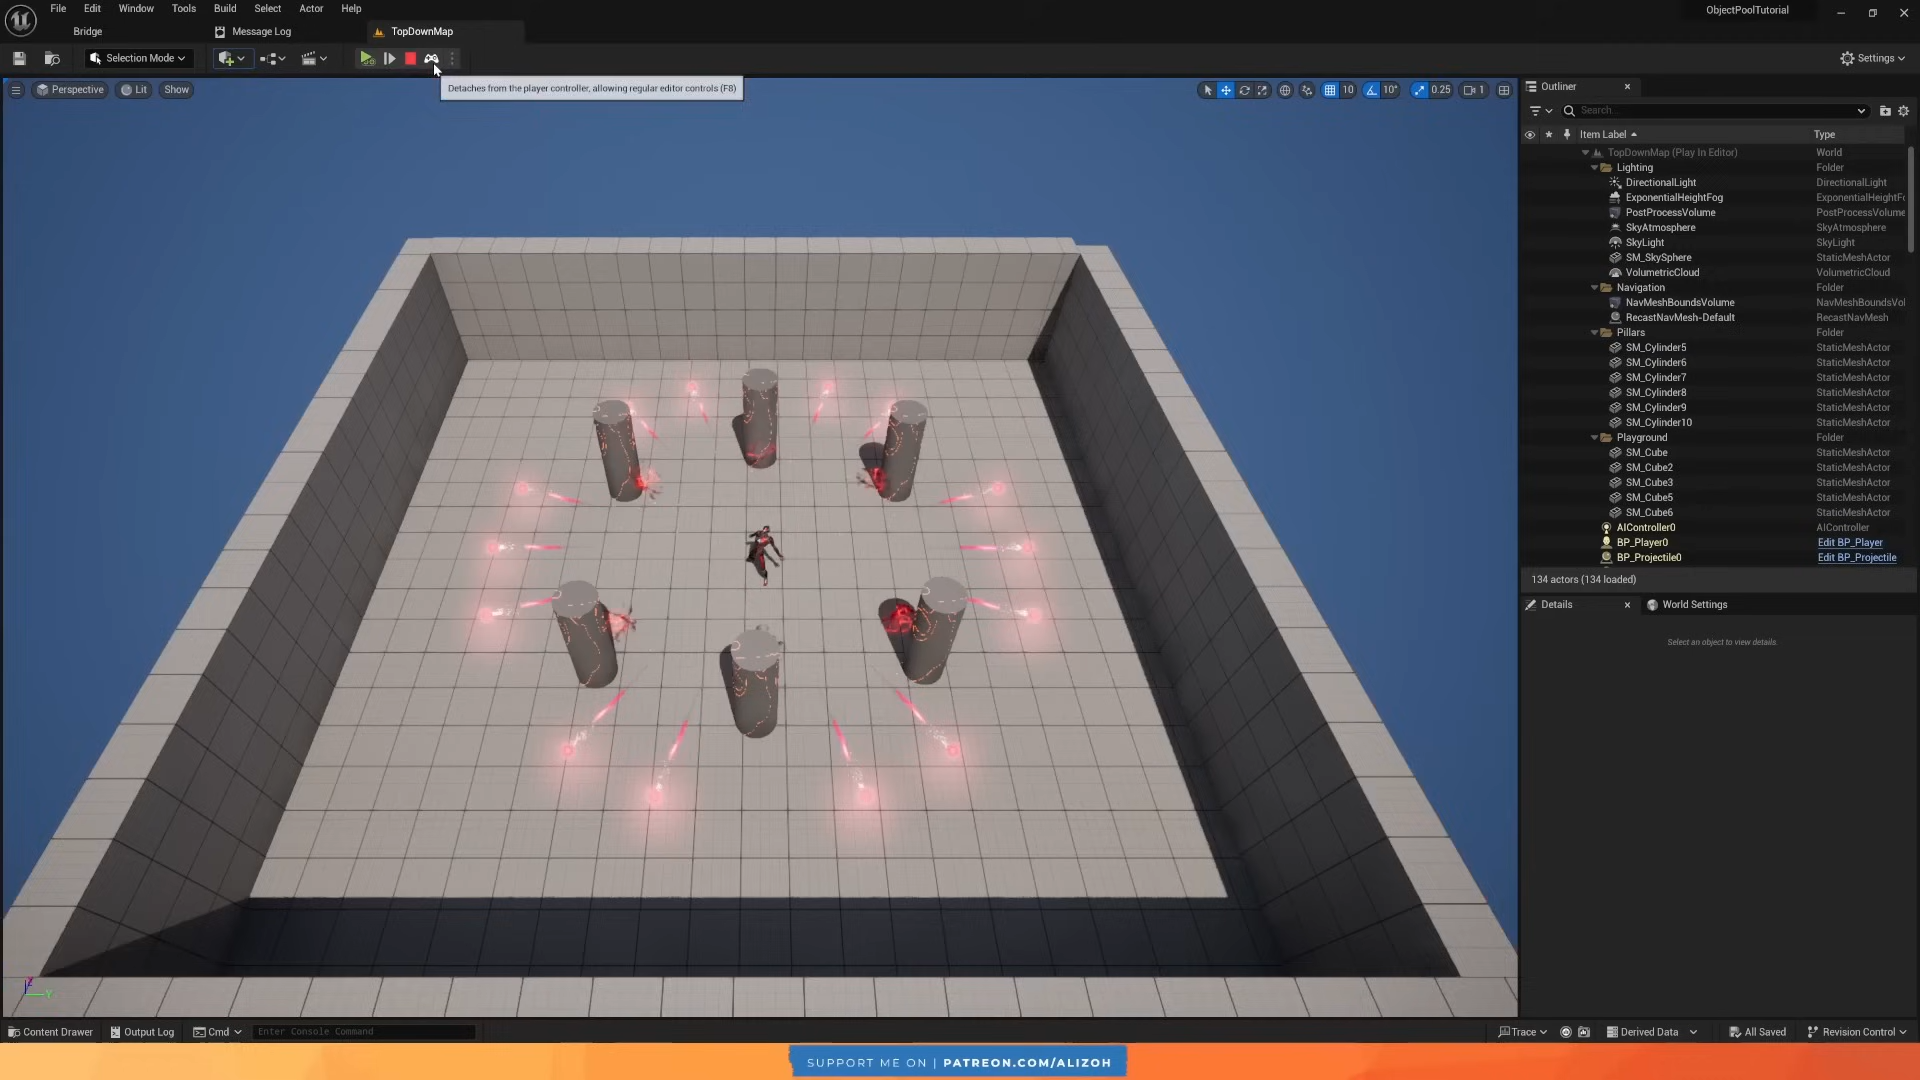 File Edit Window Tools Build Select Actor Help
ObjectPoolTutorial
Bridge
Message Log
TopDownMap
Selection Mode
Settings
Detaches from the player controller, allowing regular editor controls (F8)
Perspective Lit Show
10 10° 0.25 1
Outliner
Search...
Item Label Type
TopDownMap (Play In Editor) World
Lighting Folder
DirectionalLight DirectionalLight
ExponentialHeightFog ExponentialHeightFo
PostProcessVolume PostProcessVolume
SkyAtmosphere SkyAtmosphere
SkyLight SkyLight
SM_SkySphere StaticMeshActor
VolumetricCloud VolumetricCloud
Navigation Folder
NavMeshBoundsVolume NavMeshBoundsVol
RecastNavMesh-Default RecastNavMesh
Pillars Folder
SM_Cylinder5 StaticMeshActor
SM_Cylinder6 StaticMeshActor
SM_Cylinder7 StaticMeshActor
SM_Cylinder8 StaticMeshActor
SM_Cylinder9 StaticMeshActor
SM_Cylinder10 StaticMeshActor
Playground Folder
SM_Cube StaticMeshActor
SM_Cube2 StaticMeshActor
SM_Cube3 StaticMeshActor
SM_Cube5 StaticMeshActor
SM_Cube6 StaticMeshActor
AIController0 AIController
BP_Player0 Edit BP_Player
BP_Projectile0 Edit BP_Projectile
134 actors (134 loaded)
Details
World Settings
Select an object to view details.
Z
Y
Content Drawer Output Log Cmd Enter Console Command
Trace Derived Data All Saved Revision Control
SUPPORT ME ON | PATREON.COM/ALIZOH